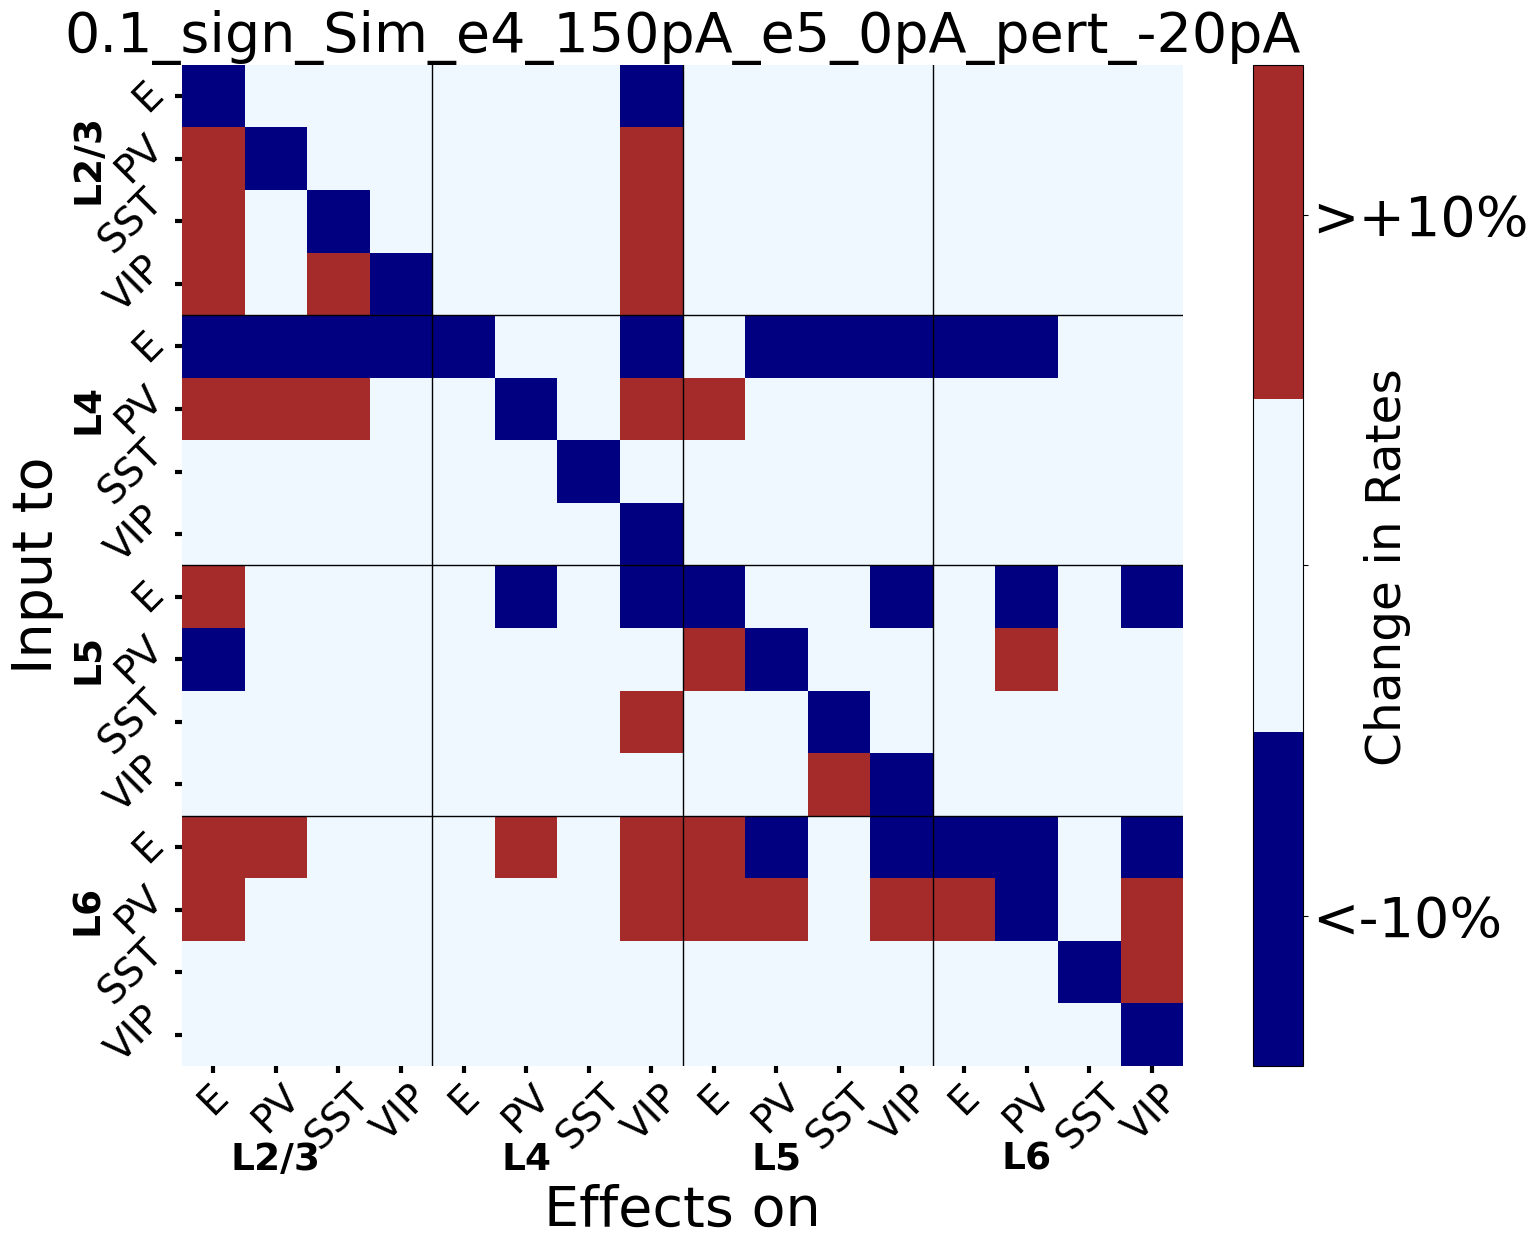 0.1_sign_Sim_e4_150pA_e5_0pA_pert_-20pA
Input to
L2/3
E
PV
SST
VIP
L4
E
PV
SST
VIP
L5
E
PV
SST
VIP
L6
E
PV
SST
VIP
E PV SST VIP E PV SST VIP E PV SST VIP E PV SST VIP
L2/3 L4 L5 L6
Effects on
>+10%
<-10%
Change in Rates